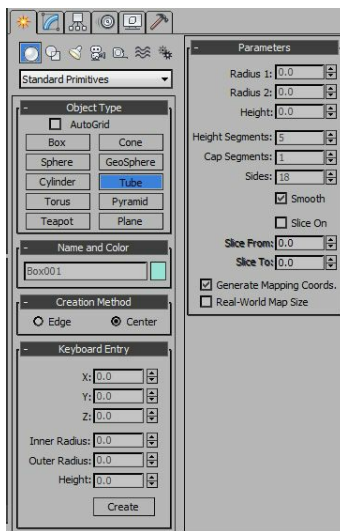 Standard Primitives
- Object Type
AutoGrid
Box Cone
Sphere GeoSphere
Cylinder Tube
Torus Pyramid
Teapot Plane
- Name and Color
Box001
- Creation Method
Edge Center
- Keyboard Entry
X: 0.0
Y: 0.0
Z: 0.0
Inner Radius: 0.0
Outer Radius: 0.0
Height: 0.0
Create
- Parameters
Radius 1: 0.0
Radius 2: 0.0
Height: 0.0
Height Segments: 5
Cap Segments: 1
Sides: 18
Smooth
Slice On
Slice From: 0.0
Slice To: 0.0
Generate Mapping Coords.
Real-World Map Size